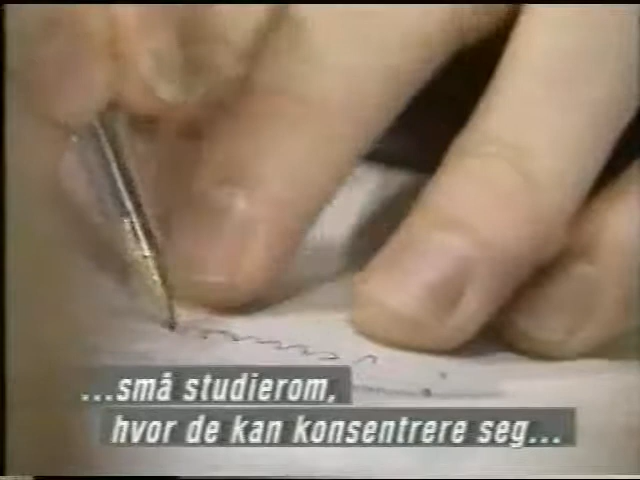 ...små studierom,
hvor de kan konsentrere seg...